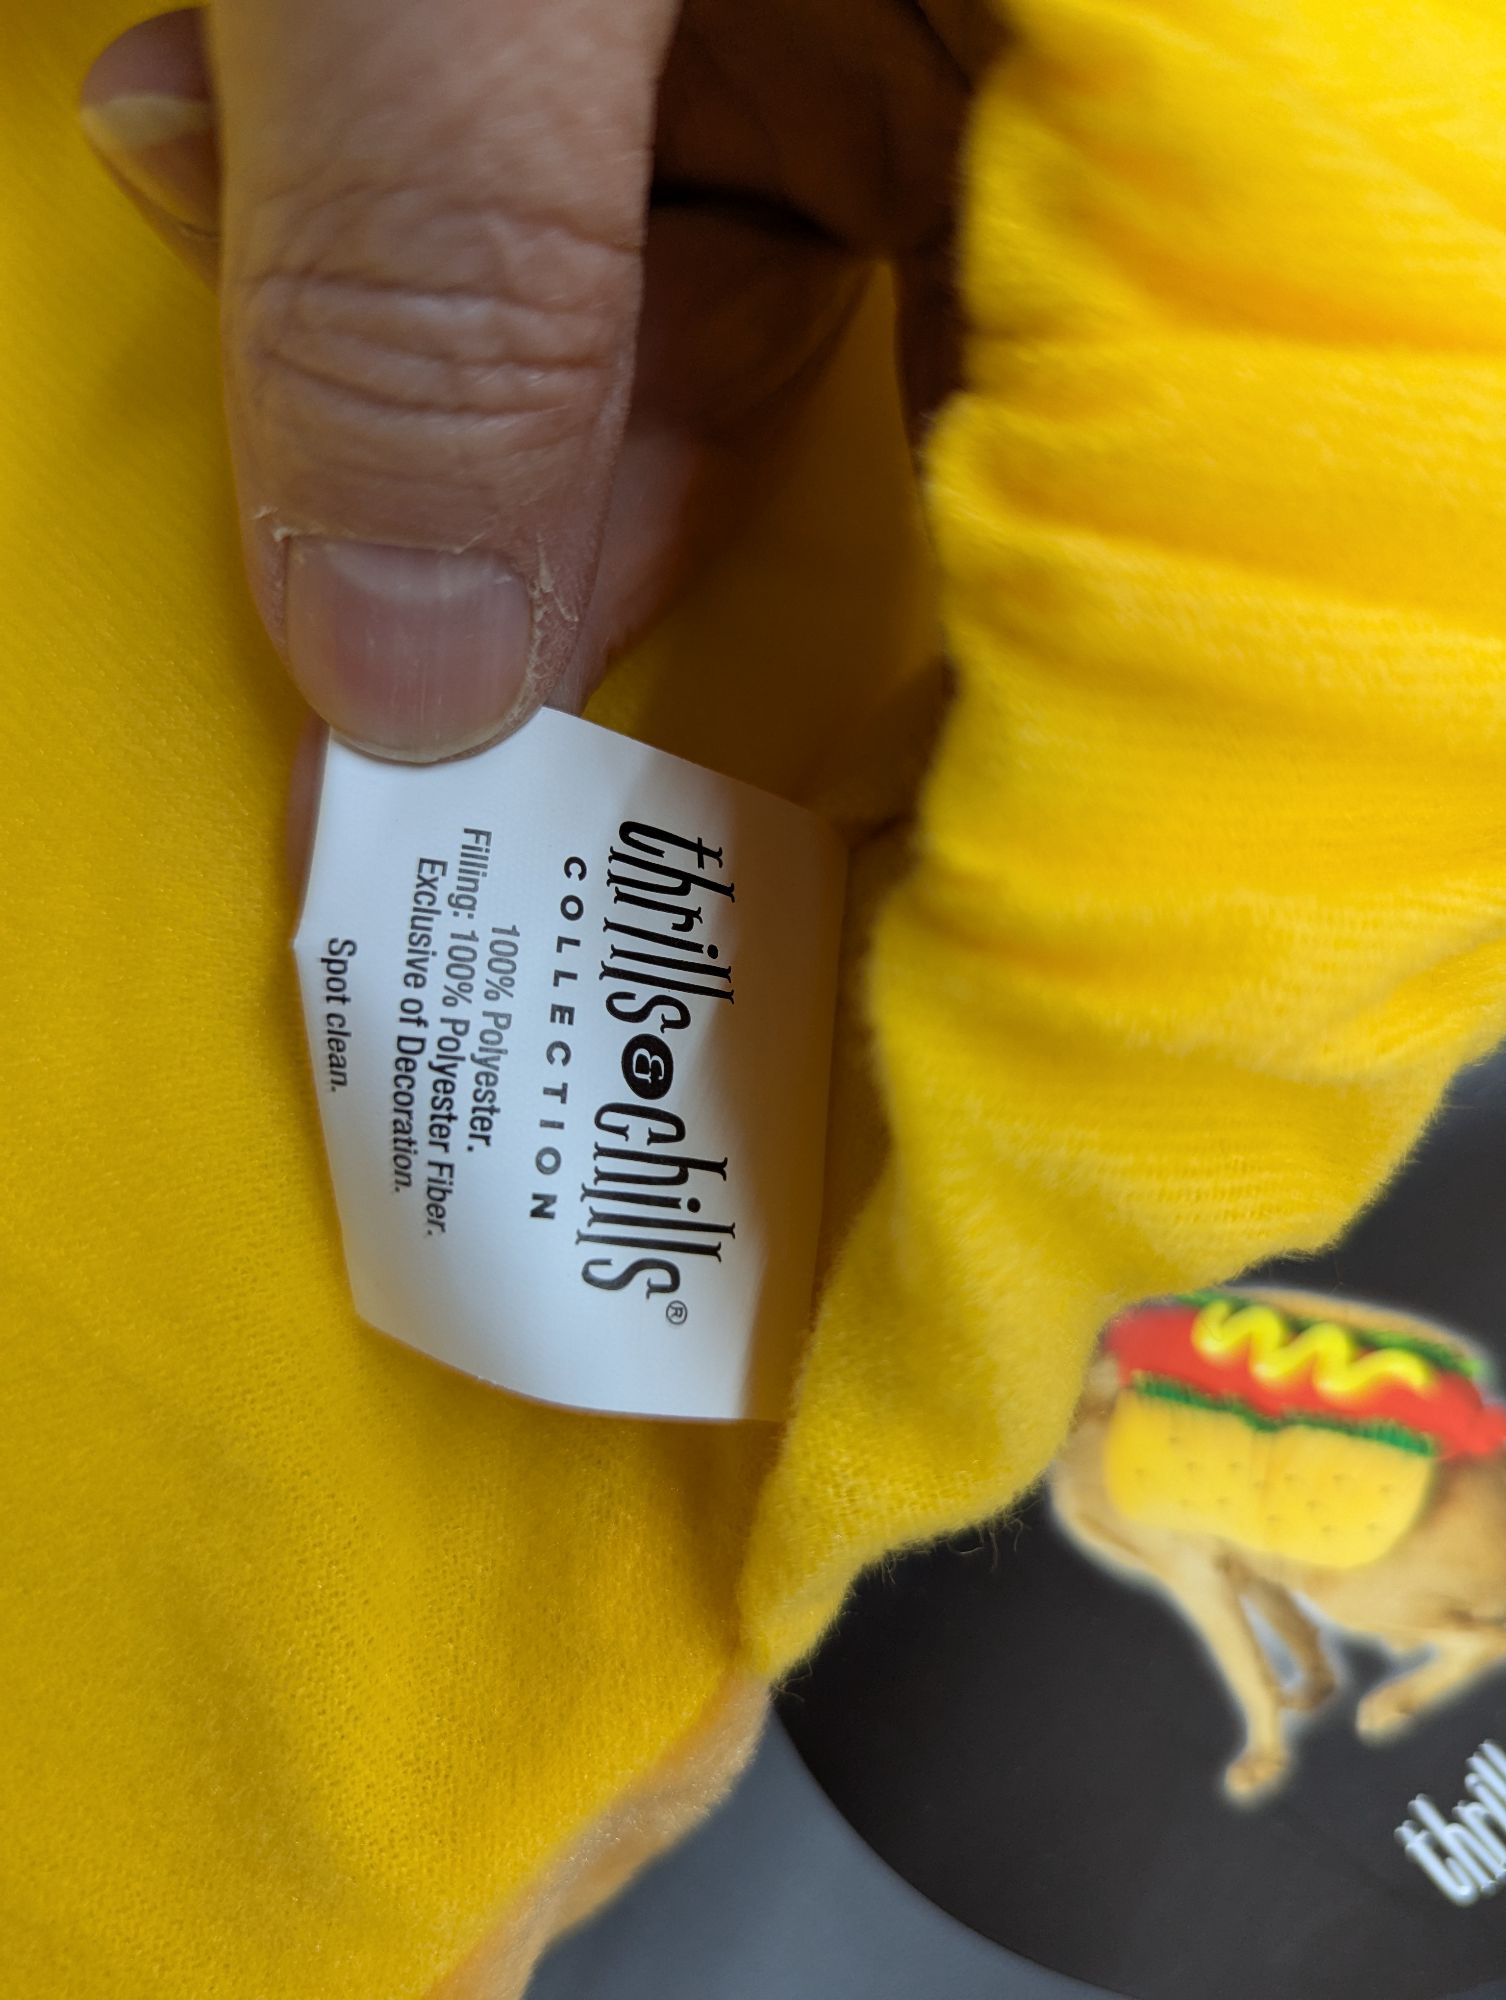 thrills & chills®
COLLECTION
100% Polyester.
Filling: 100% Polyester Fiber.
Exclusive of Decoration.
Spot clean.